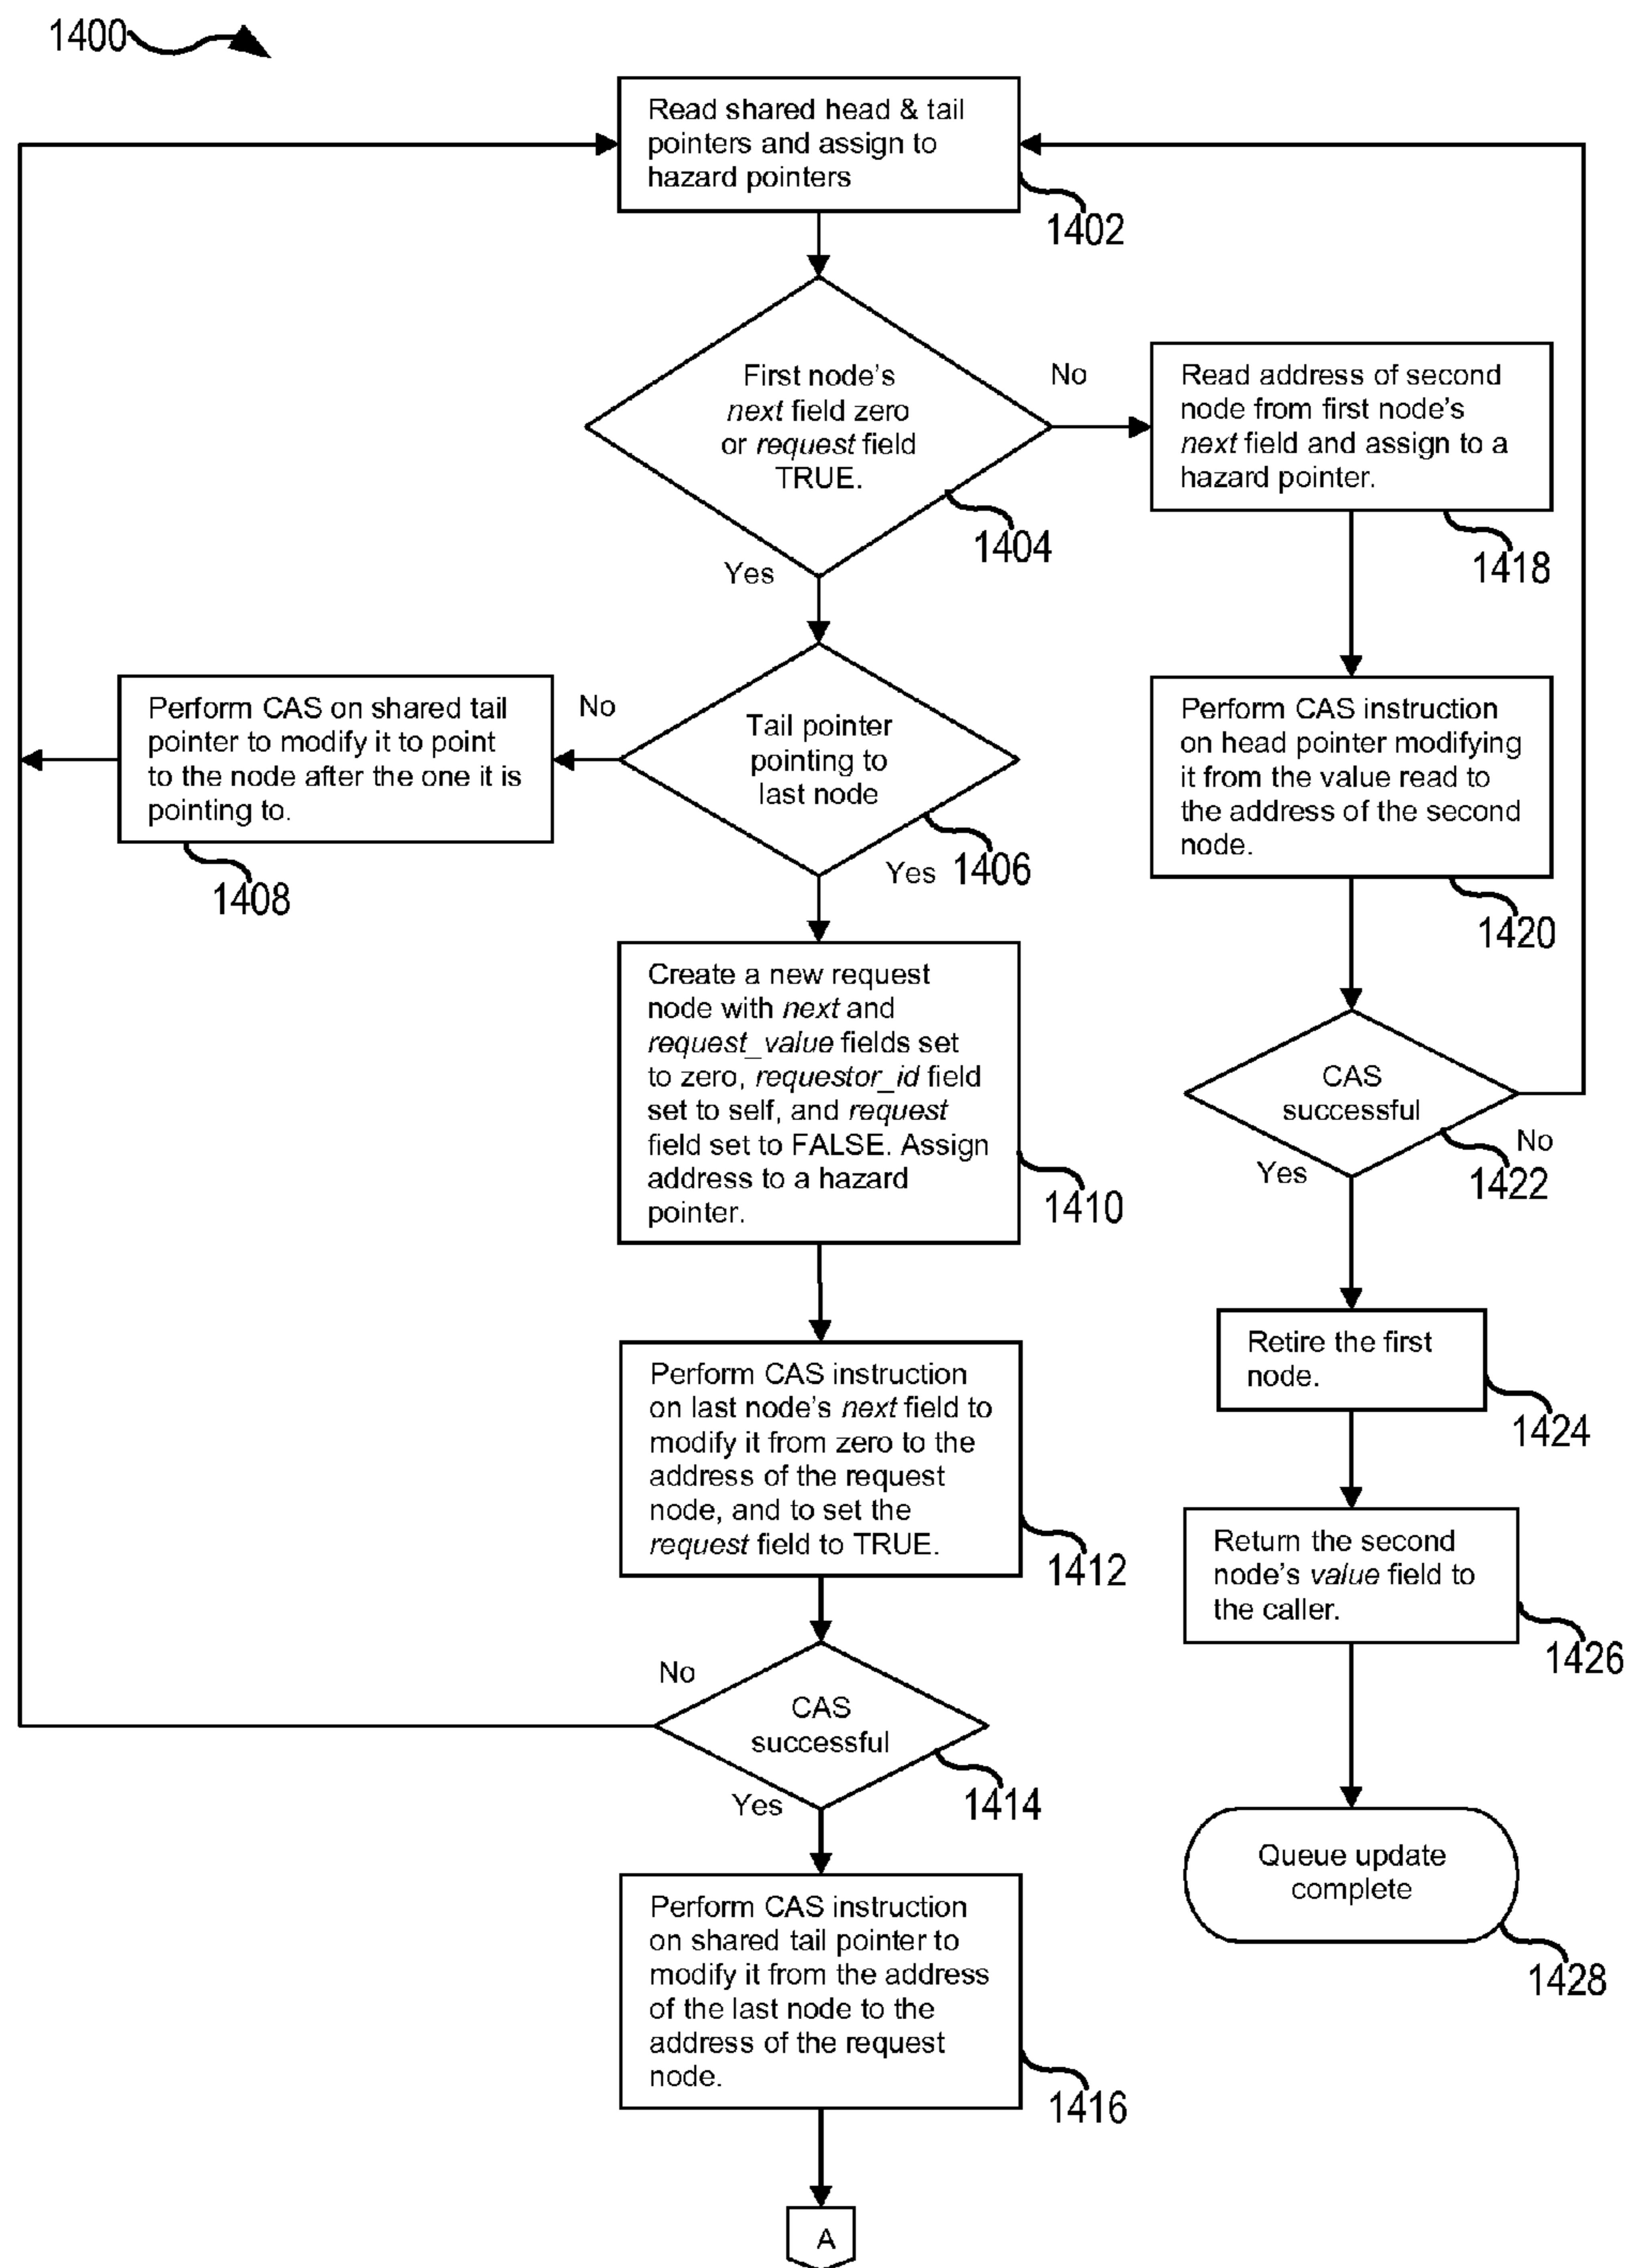 1400
Read shared head & tail
pointers and assign to
hazard pointers
1402
First node's
next field zero
or request field
TRUE.
1404
No
Yes
Read address of second
node from first node's
next field and assign to a
hazard pointer.
1418
Tail pointer
pointing to
last node
1406
No
Yes
Perform CAS on shared tail
pointer to modify it to point
to the node after the one it is
pointing to.
1408
Perform CAS instruction
on head pointer modifying
it from the value read to
the address of the second
node.
1420
Create a new request
node with next and
request_value fields set
to zero, requestor_id field
set to self, and request
field set to FALSE. Assign
address to a hazard
pointer.
1410
CAS
successful
No
Yes
1422
Retire the first
node.
1424
Perform CAS instruction
on last node's next field to
modify it from zero to the
address of the request
node, and to set the
request field to TRUE.
1412
Return the second
node's value field to
the caller.
1426
No
CAS
successful
Yes
1414
Queue update
complete
1428
Perform CAS instruction
on shared tail pointer to
modify it from the address
of the last node to the
address of the request
node.
1416
A